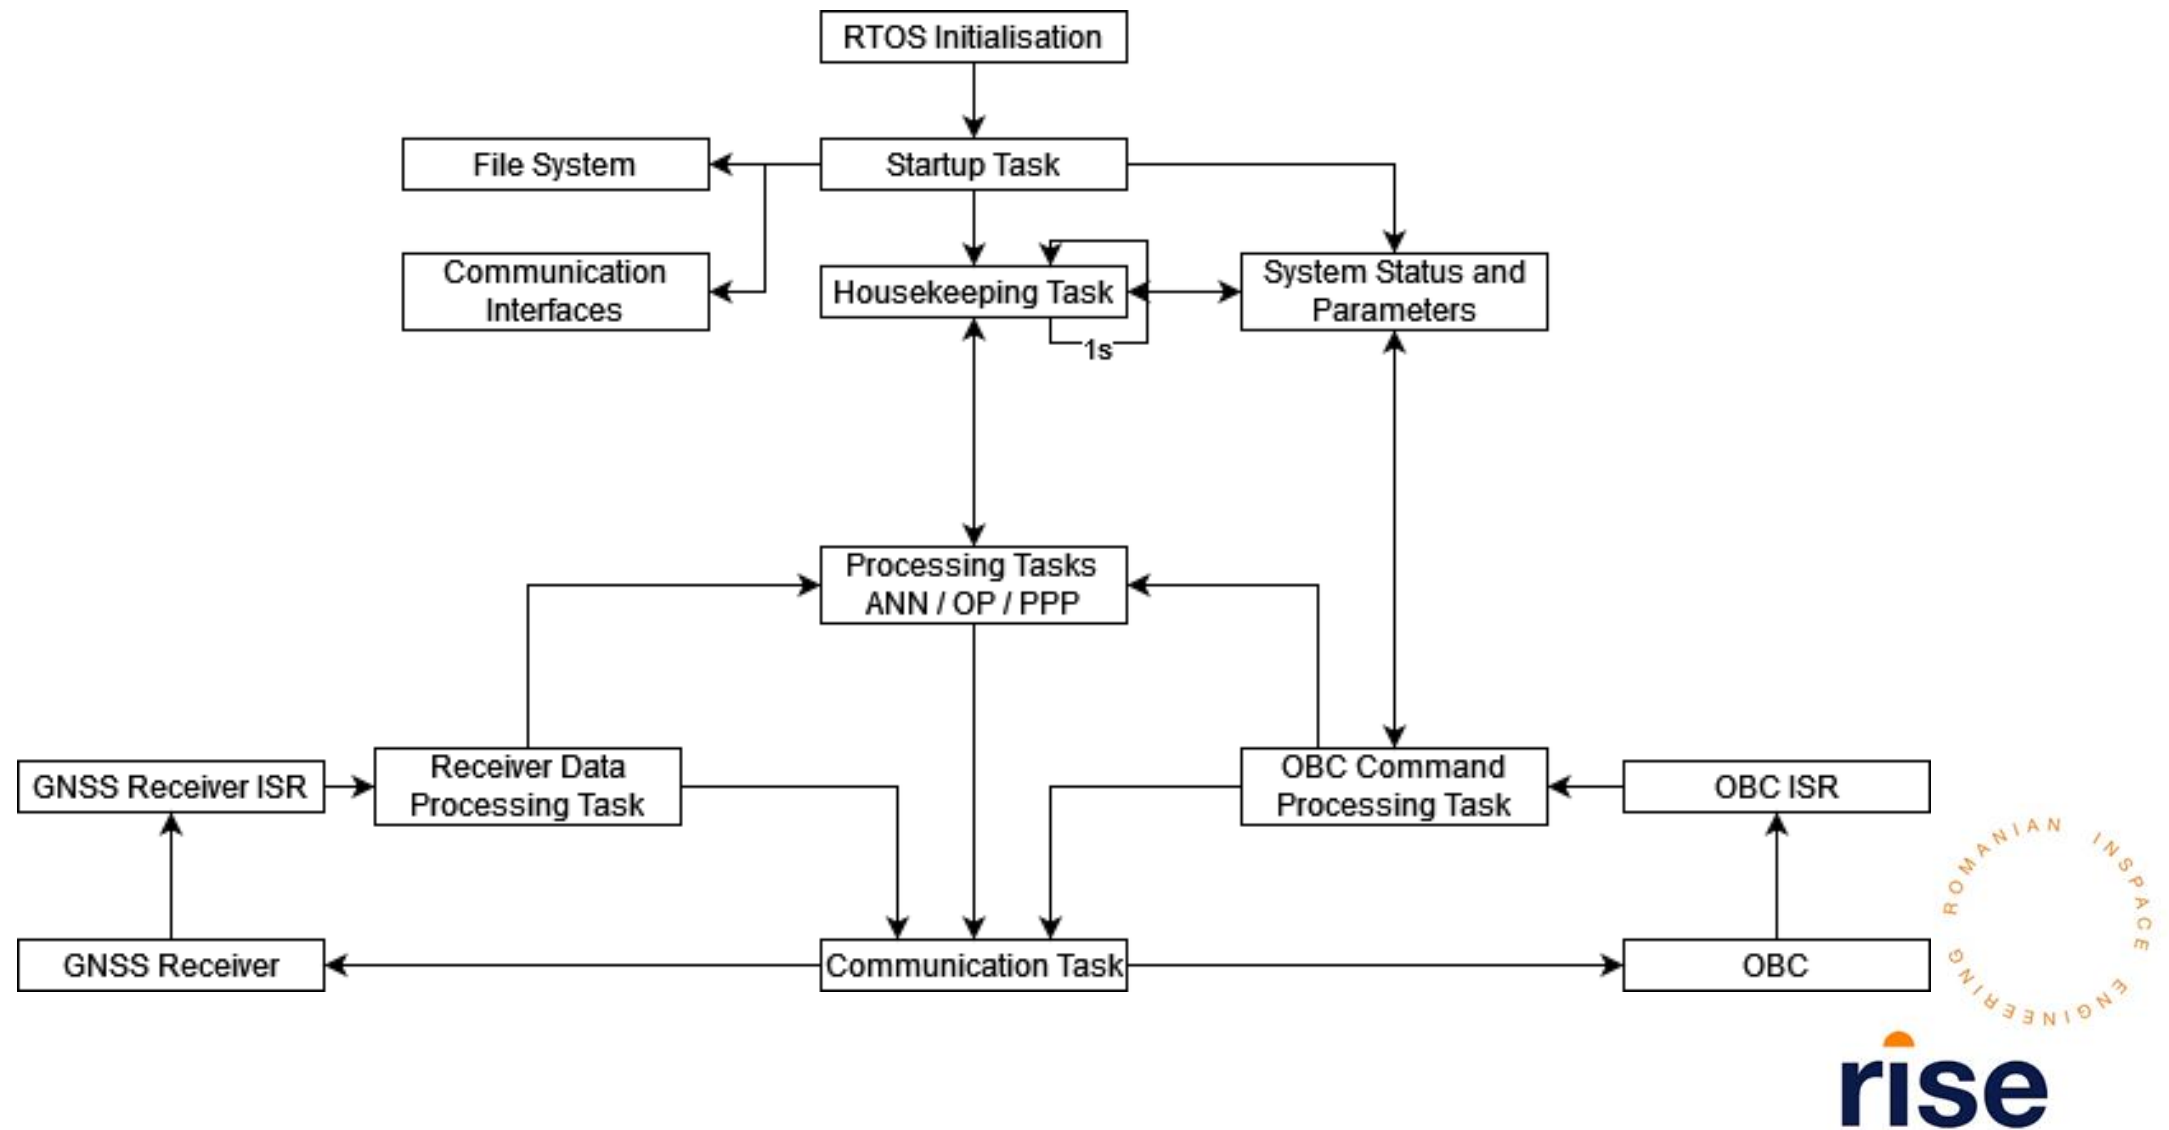 RTOS Initialisation
File System
Startup Task
Communication
Interfaces
Housekeeping Task
1s
System Status and
Parameters
Processing Tasks
ANN / OP / PPP
GNSS Receiver ISR
Receiver Data
Processing Task
OBC Command
Processing Task
OBC ISR
GNSS Receiver
Communication Task
OBC
ROMANIAN INSPACE ENGINEERING
rise